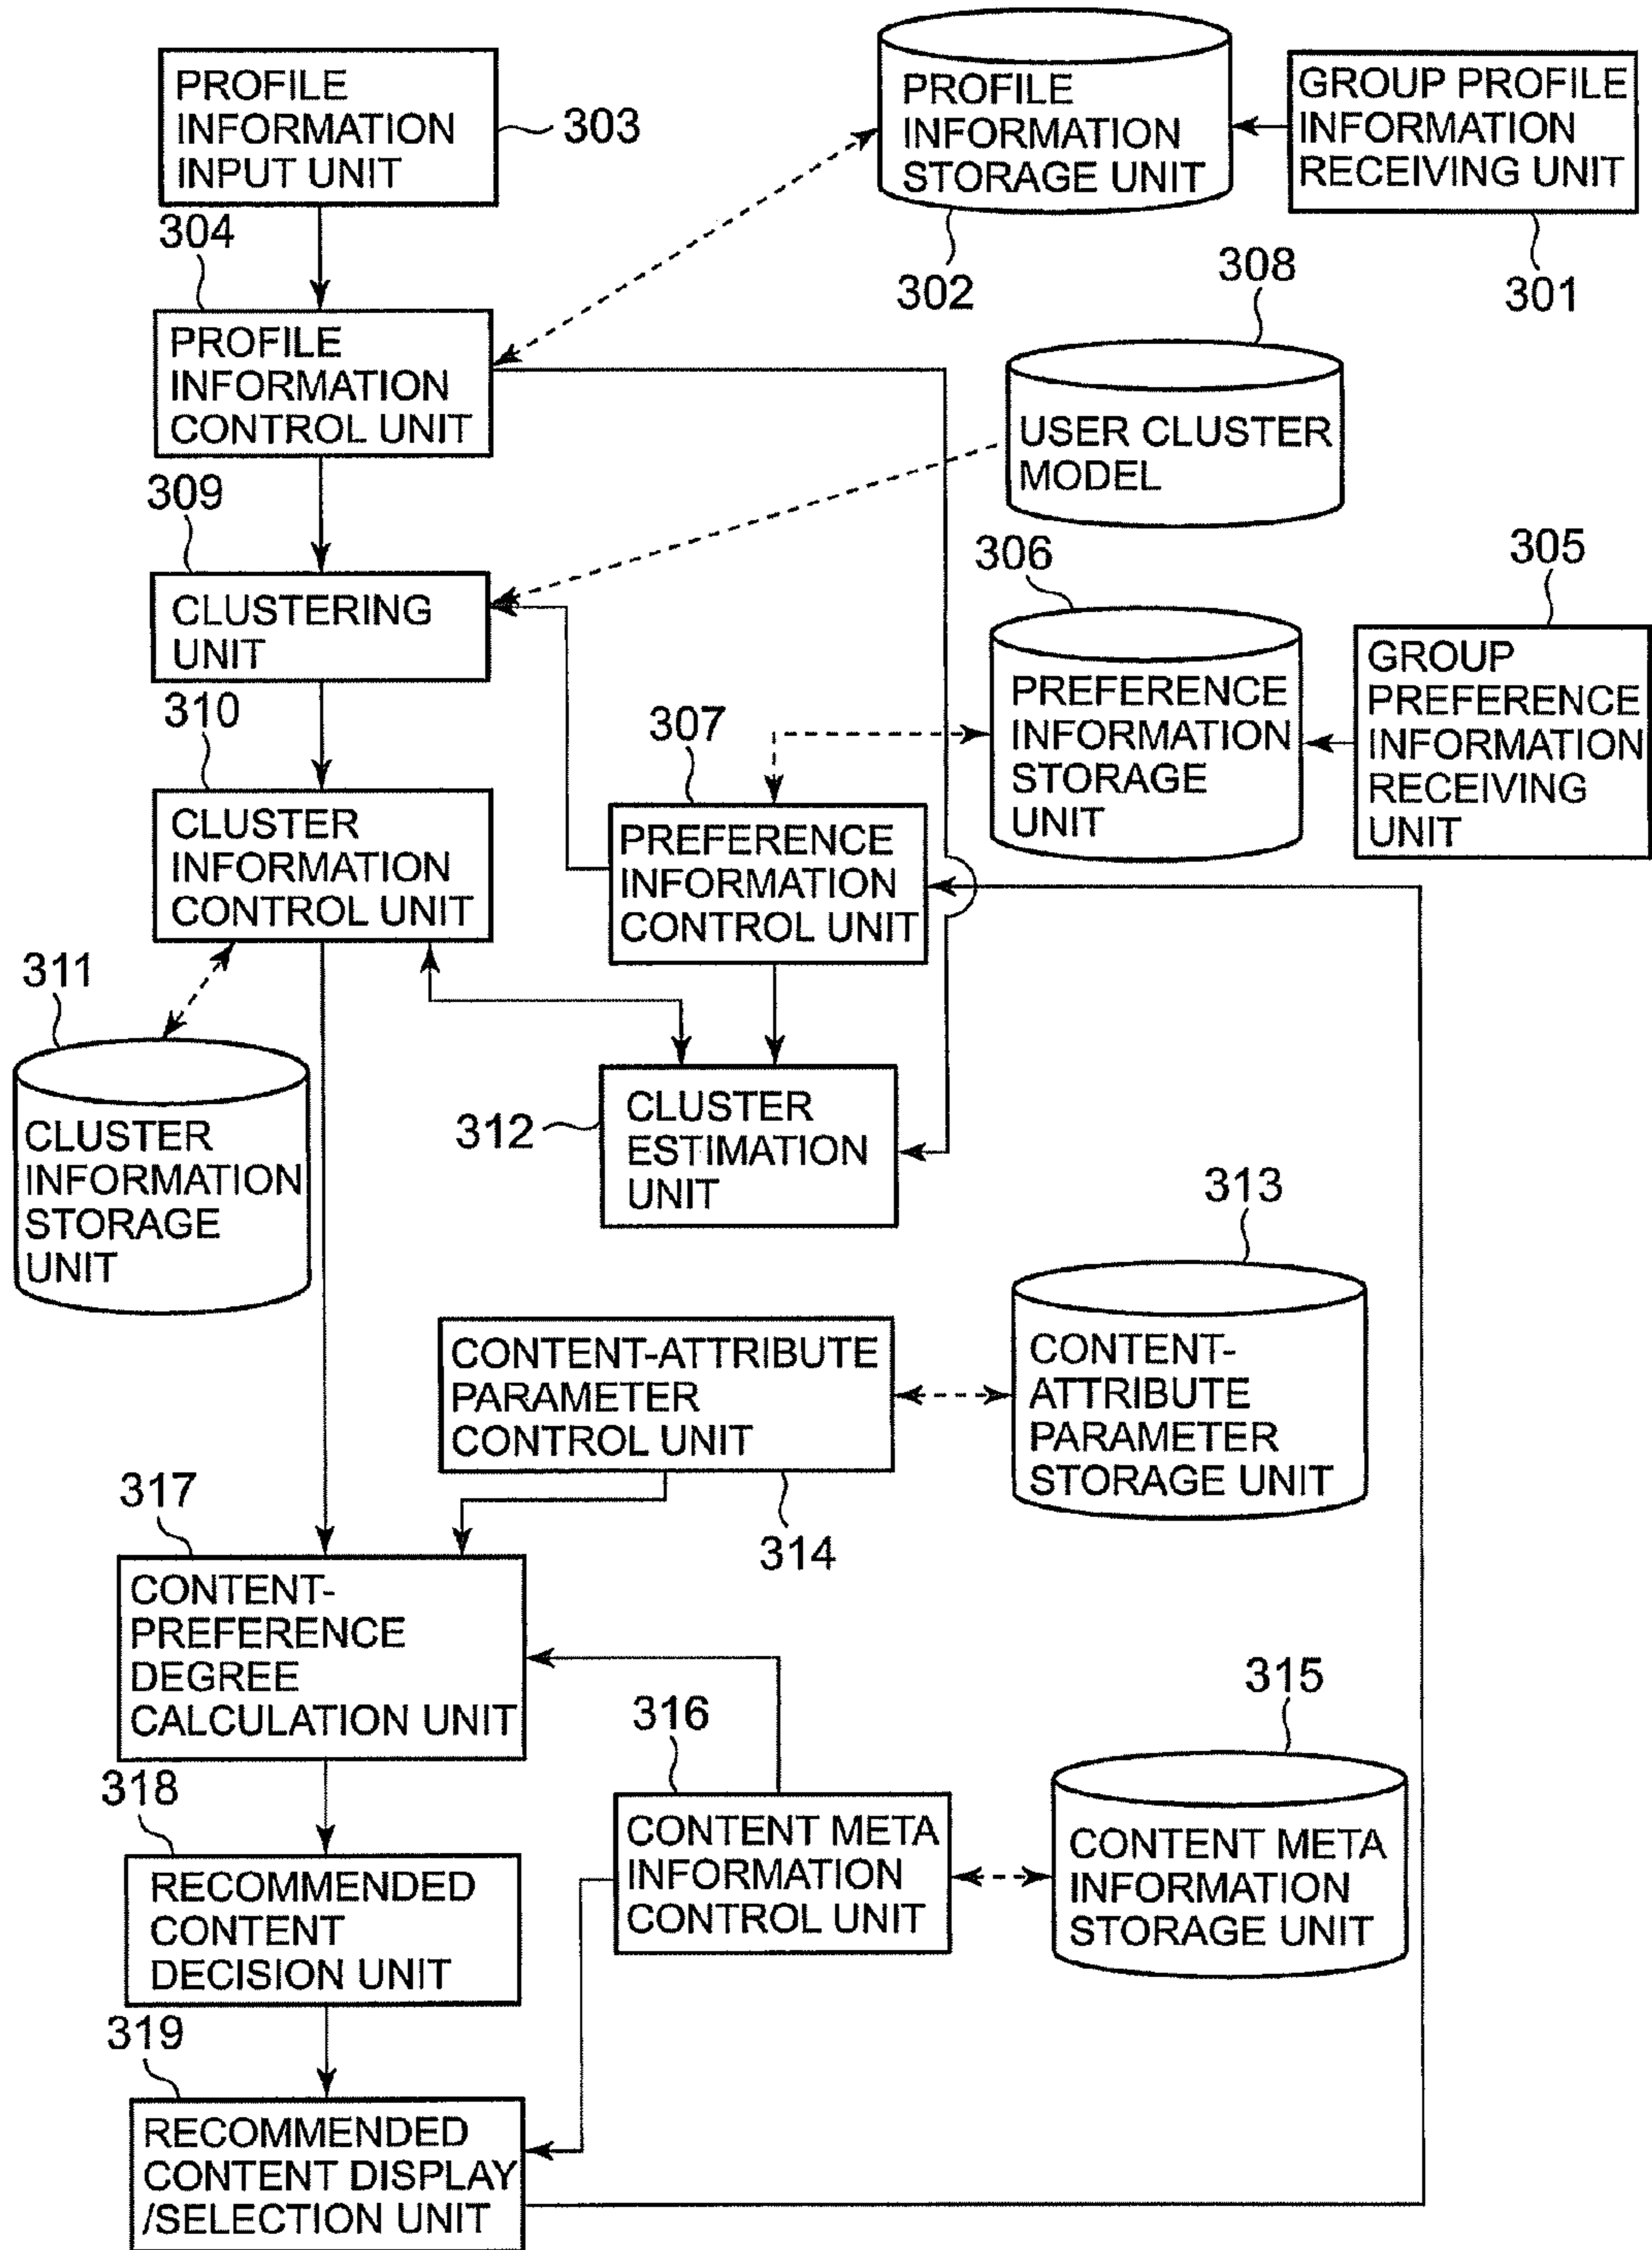 PROFILE
INFORMATION
INPUT UNIT
303
PROFILE
INFORMATION
STORAGE UNIT
302
GROUP PROFILE
INFORMATION
RECEIVING UNIT
301
304
PROFILE
INFORMATION
CONTROL UNIT
308
USER CLUSTER
MODEL
309
CLUSTERING
UNIT
306
PREFERENCE
INFORMATION
STORAGE
UNIT
305
GROUP
PREFERENCE
INFORMATION
RECEIVING
UNIT
310
CLUSTER
INFORMATION
CONTROL UNIT
307
PREFERENCE
INFORMATION
CONTROL UNIT
311
CLUSTER
INFORMATION
STORAGE
UNIT
312
CLUSTER
ESTIMATION
UNIT
313
CONTENT-
ATTRIBUTE
PARAMETER
STORAGE UNIT
CONTENT-ATTRIBUTE
PARAMETER
CONTROL UNIT
314
317
CONTENT-
PREFERENCE
DEGREE
CALCULATION UNIT
316
CONTENT META
INFORMATION
CONTROL UNIT
315
CONTENT META
INFORMATION
STORAGE UNIT
318
RECOMMENDED
CONTENT
DECISION UNIT
319
RECOMMENDED
CONTENT DISPLAY
/SELECTION UNIT